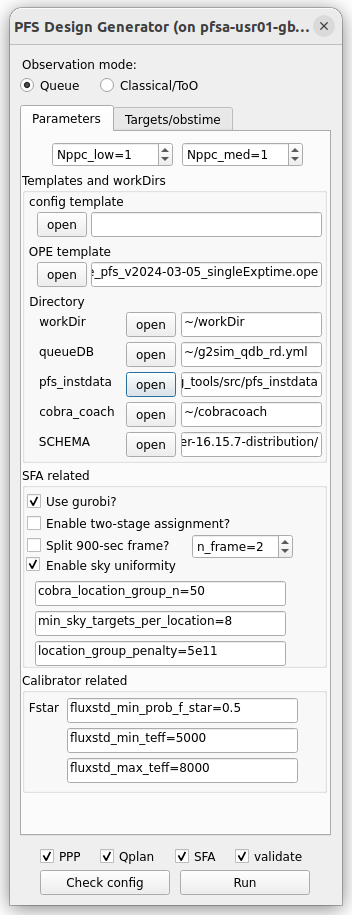 PFS Design Generator (on pfsa-usr01-gb...
Observation mode:
Queue Classical/ToO
Parameters Targets/obstime
Nppc_low=1 Nppc_med=1
Templates and workDirs
config template
open
OPE template
open e_pfs_v2024-03-05_singleExptime.ope
Directory
workDir open ~/workDir
queueDB open ~/g2sim_qdb_rd.yml
pfs_instdata open g_tools/src/pfs_instdata
cobra_coach open ~/cobracoach
SCHEMA open er-16.15.7-distribution/
SFA related
Use gurobi?
Enable two-stage assignment?
Split 900-sec frame? n_frame=2
Enable sky uniformity
cobra_location_group_n=50
min_sky_targets_per_location=8
location_group_penalty=5e11
Calibrator related
Fstar fluxstd_min_prob_f_star=0.5
fluxstd_min_teff=5000
fluxstd_max_teff=8000
PPP Qplan SFA validate
Check config Run